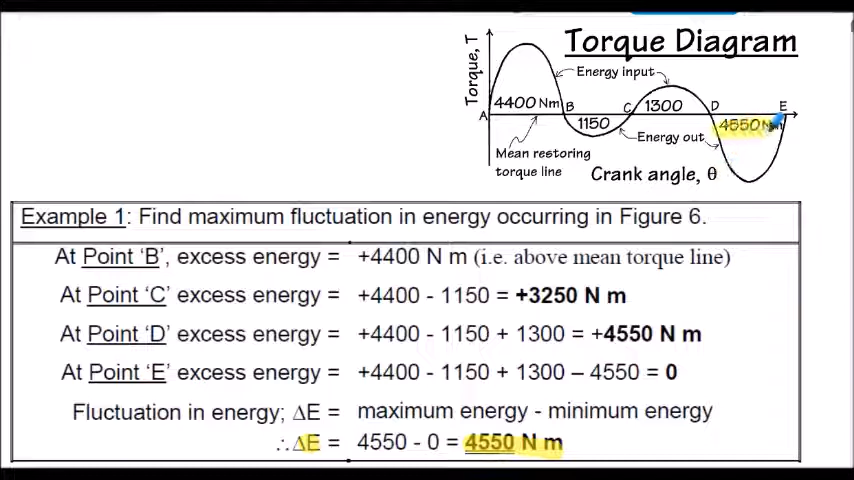 Torque Diagram
Torque, T
Energy input
4400 Nm
B
C
1300
D
E
A
1150
4550 Nm
Energy out
Mean restoring
torque line
Crank angle, θ
Example 1: Find maximum fluctuation in energy occurring in Figure 6.
At Point ‘B’, excess energy = +4400 N m (i.e. above mean torque line)
At Point ‘C’ excess energy = +4400 - 1150 = +3250 N m
At Point ‘D’ excess energy = +4400 - 1150 + 1300 = +4550 N m
At Point ‘E’ excess energy = +4400 - 1150 + 1300 – 4550 = 0
Fluctuation in energy; ΔE = maximum energy - minimum energy
∴ ΔE = 4550 - 0 = 4550 N m